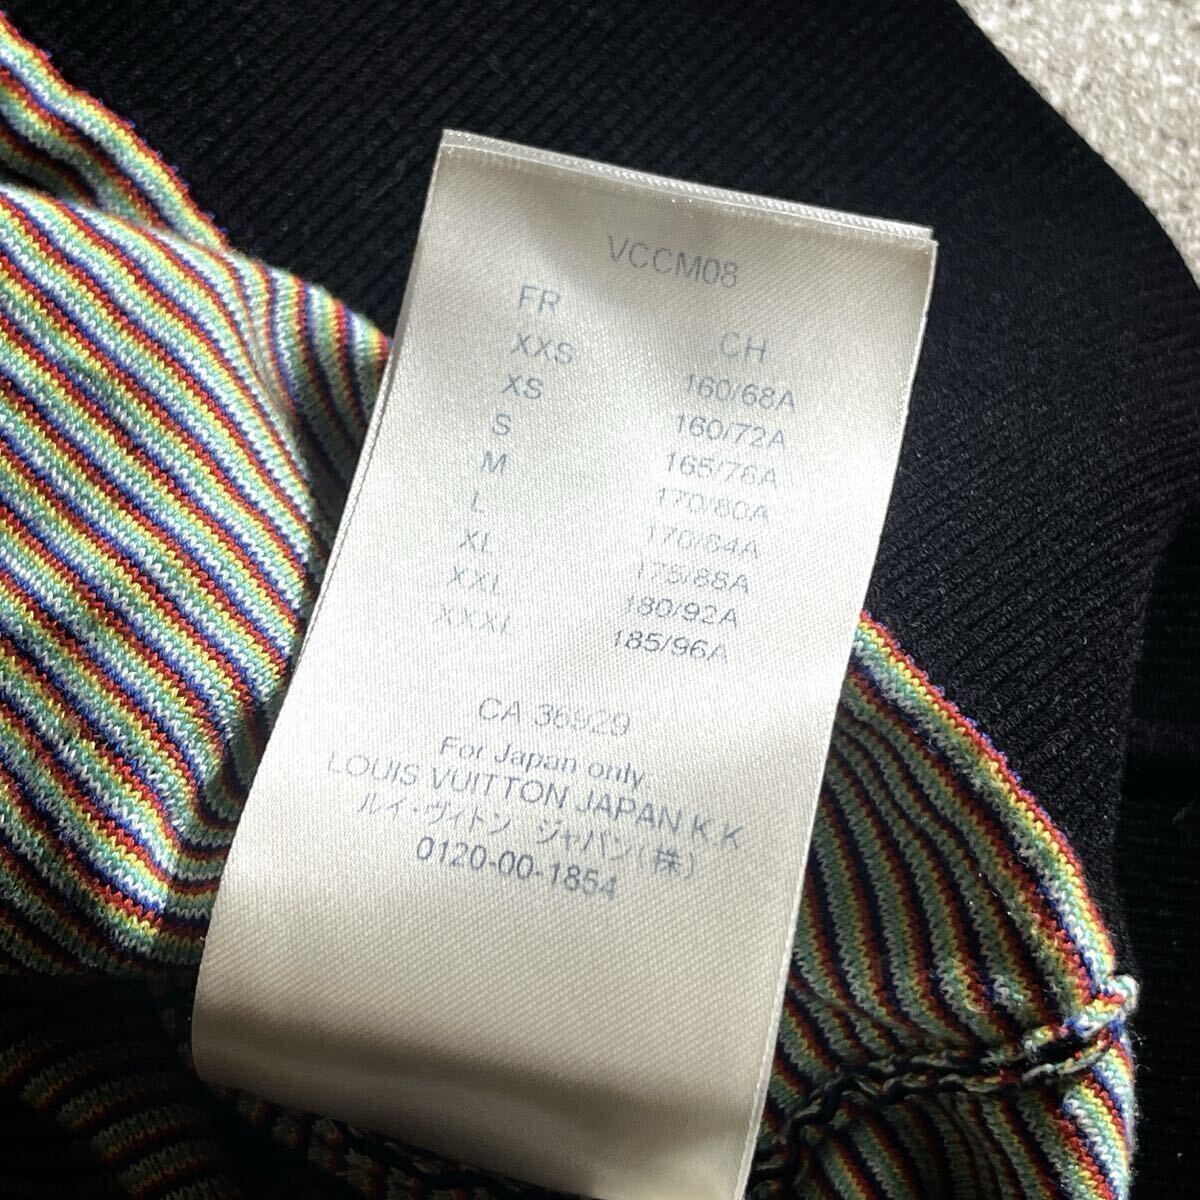 VCCM08
FR CH
XXS 160/68A
XS 160/72A
S 165/76A
M 170/80A
L 170/84A
XL 175/88A
XXL 180/92A
XXXL 185/96A
CA 36929
For Japan only
LOUIS VUITTON JAPAN K.K
ルイ・ヴィトン ジャパン(株)
0120-00-1854